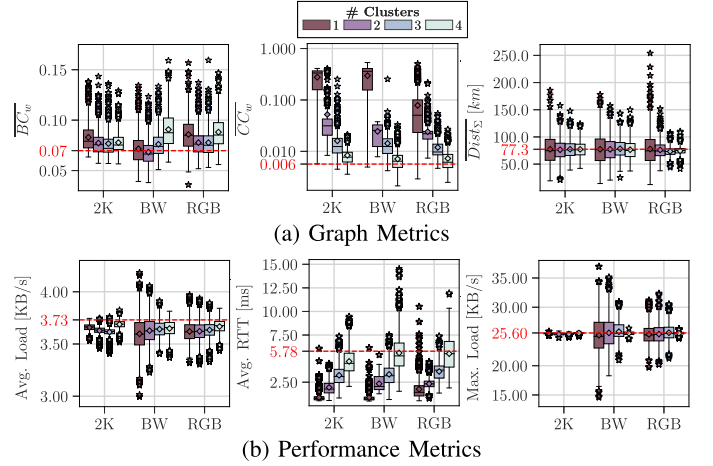 # Clusters
1 2 3 4
BC_w
0.15
0.10
0.07
0.05
2K BW RGB
CC_w
1.000
0.100
0.010
0.006
2K BW RGB
Dist_Σ [km]
250.0
200.0
150.0
100.0
77.3
50.0
2K BW RGB
(a) Graph Metrics
Avg. Load [KB/s]
4.00
3.73
3.50
3.00
2K BW RGB
Avg. RTT [ms]
15.00
12.50
10.00
7.50
5.78
2.50
2K BW RGB
Max. Load [KB/s]
35.00
30.00
25.60
20.00
15.00
2K BW RGB
(b) Performance Metrics